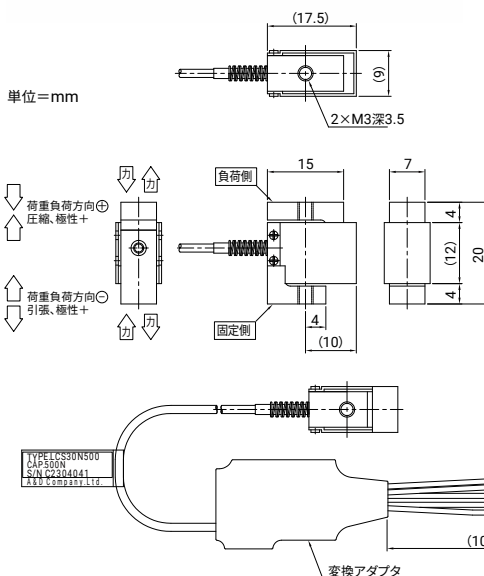 (17.5)
単位=mm
(9)
2×M3深3.5
力 力
荷重負荷方向⊕
圧縮、極性+
荷重負荷方向⊖
引張、極性+
力 力
負荷側
15
7
4
(12)
4
20
固定側
4
(10)
TYPE.LCS30N500
CAP.500N
S/N C2304041
A&D Company.Ltd.
(10
変換アダプタ